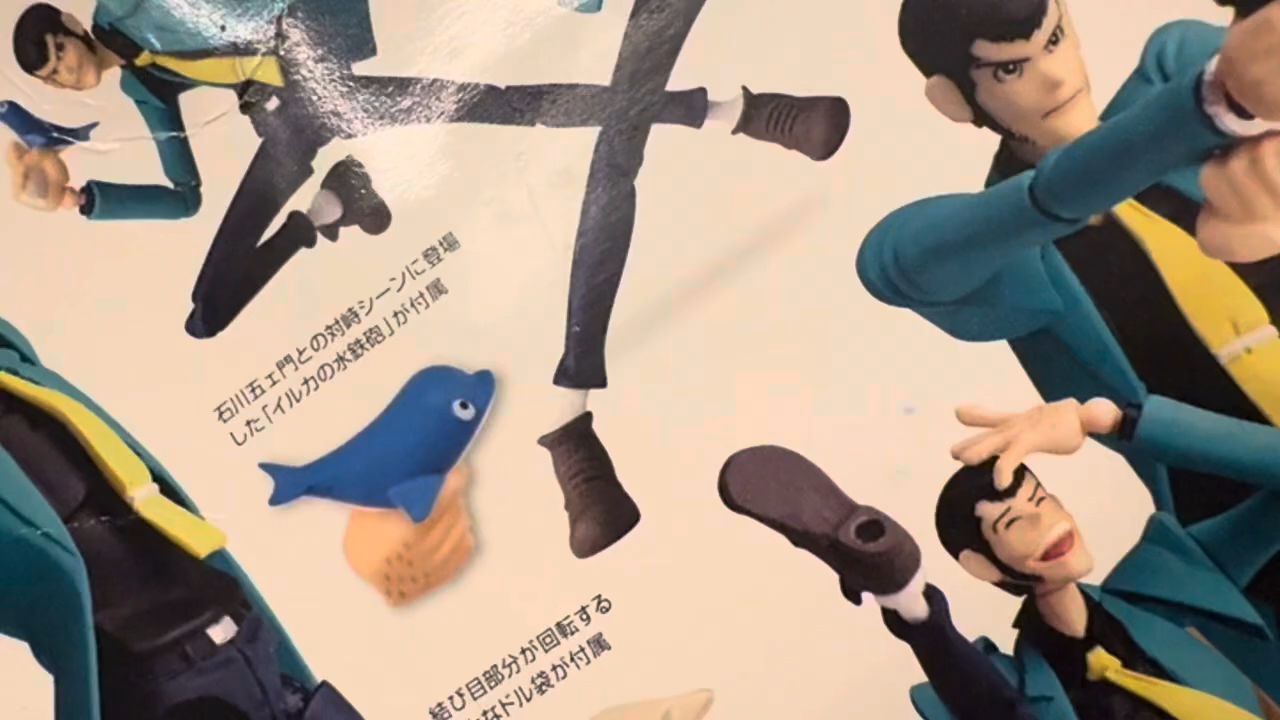 石川五ェ門との対峙シーンに登場
した「イルカの水鉄砲」が付属
結び目部分が回転する
なドル袋が付属